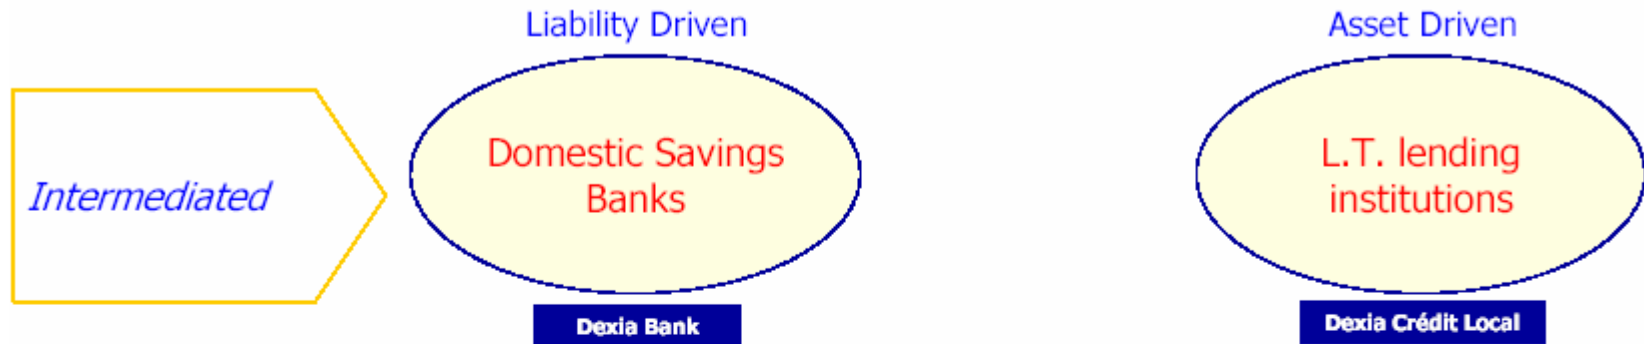 Liability Driven
Asset Driven
Intermediated
Domestic Savings
Banks
L.T. lending
institutions
Dexia Bank
Dexia Crédit Local